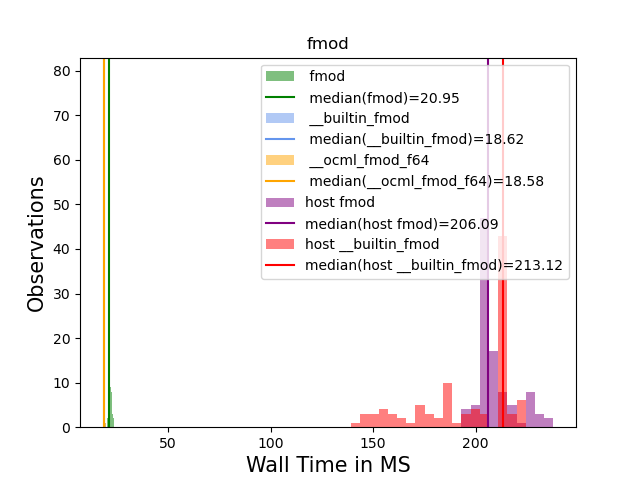 fmod
80
70
60
50
40
30
20
10
0
Observations
fmod
median(fmod)=20.95
__builtin_fmod
median(__builtin_fmod)=18.62
__ocml_fmod_f64
median(__ocml_fmod_f64)=18.58
host fmod
median(host fmod)=206.09
host __builtin_fmod
median(host __builtin_fmod)=213.12
50 100 150 200
Wall Time in MS